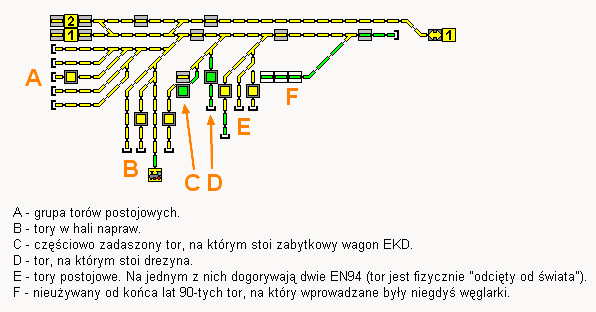 2
1
1
A
F
E
B
C
D
A - grupa torów postojowych.
B - tory w hali napraw.
C - częściowo zadaszony tor, na którym stoi zabytkowy wagon EKD.
D - tor, na którym stoi drezyna.
E - tory postojowe. Na jednym z nich dogorywają dwie EN94 (tor jest fizycznie "odcięty od świata").
F - nieużywany od końca lat 90-tych tor, na który wprowadzane były niegdyś węglarki.